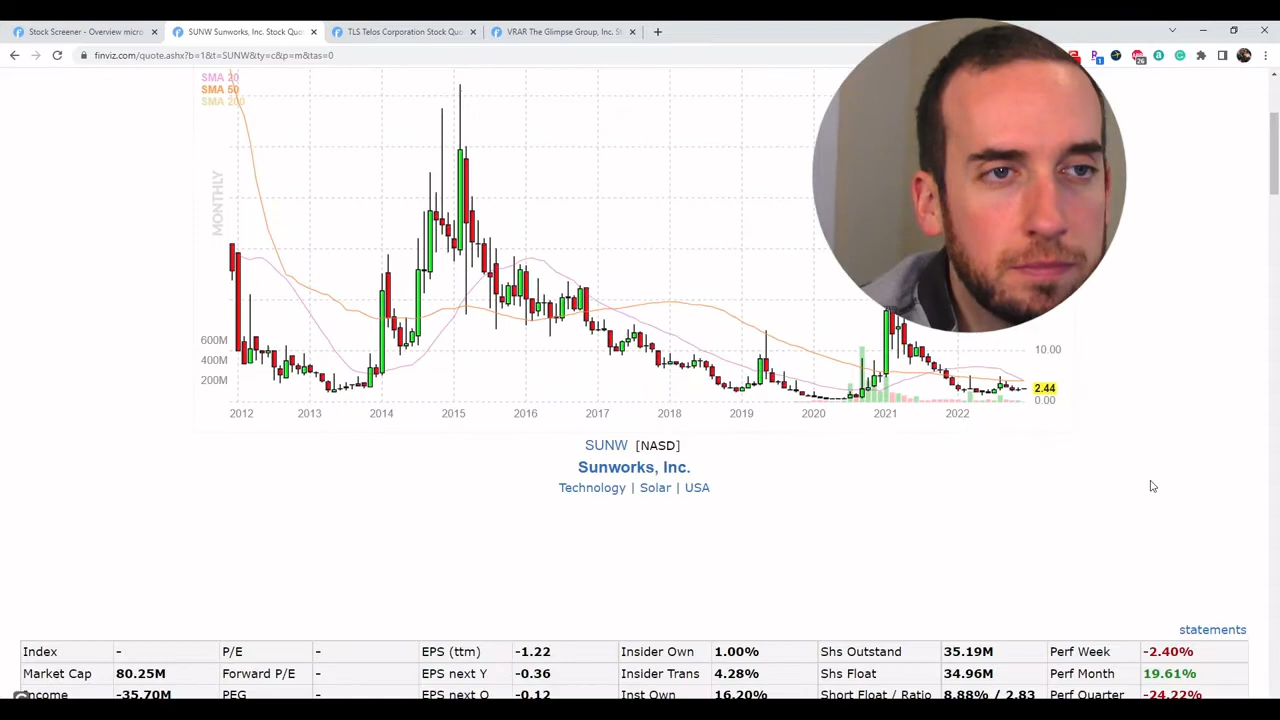 Stock Screener - Overview micro
SUNW Sunworks, Inc. Stock Quo
TLS Telos Corporation Stock Quo
VRAR The Glimpse Group, Inc. St
finviz.com/quote.ashx?b=1&t=SUNW&ty=c&p=m&tas=0
1
26
SMA 20
SMA 50
SMA 200
MONTHLY
600M
400M
200M
10.00
2.44
0.00
2012 2013 2014 2015 2016 2017 2018 2019 2020 2021 2022
SUNW [NASD]
Sunworks, Inc.
Technology | Solar | USA
statements
Index - P/E - EPS (ttm) -1.22 Insider Own 1.00% Shs Outstand 35.19M Perf Week -2.40%
Market Cap 80.25M Forward P/E - EPS next Y -0.36 Insider Trans 4.28% Shs Float 34.96M Perf Month 19.61%
Income -35.70M PEG - EPS next Q -0.12 Inst Own 16.20% Short Float / Ratio 8.88% / 2.83 Perf Quarter -24.22%